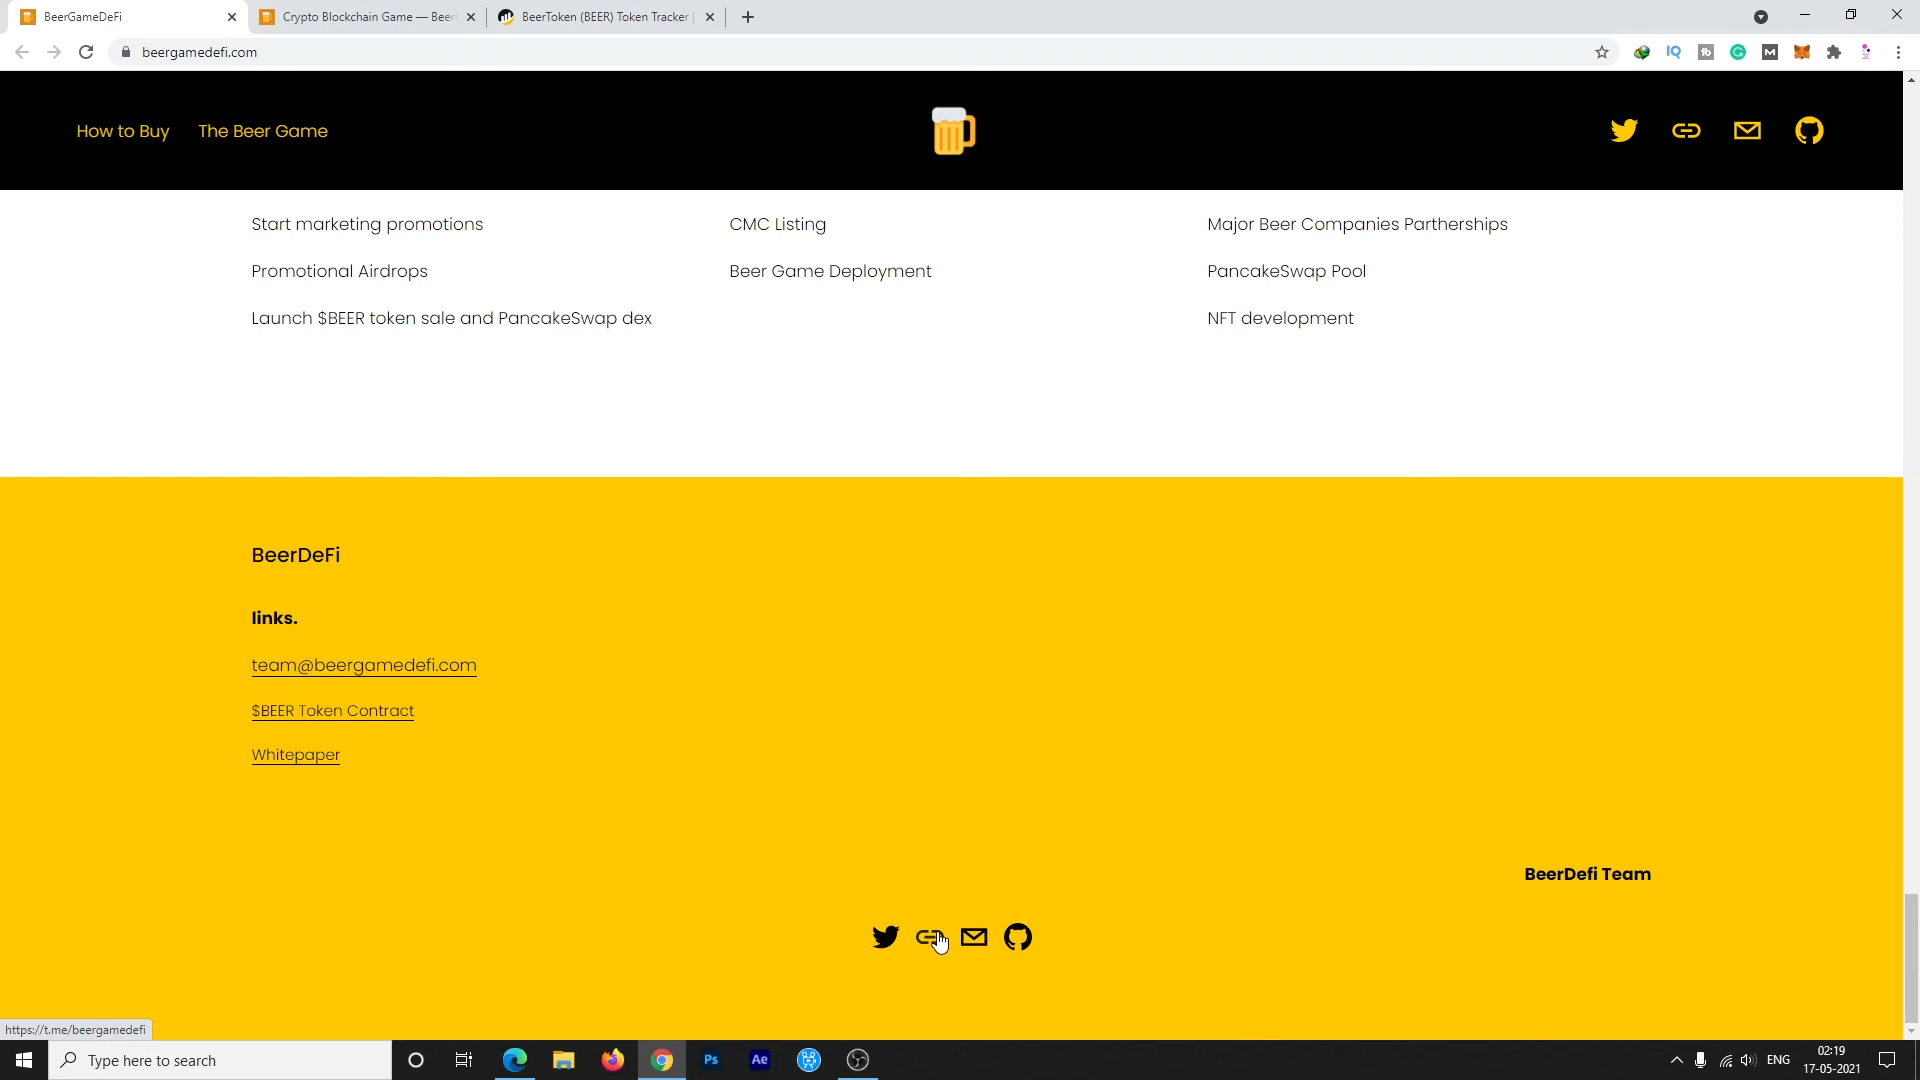 BeerGameDeFi
Crypto Blockchain Game — Beer
BeerToken (BEER) Token Tracker
beergamedefi.com
How to Buy
The Beer Game
Start marketing promotions
CMC Listing
Major Beer Companies Partherships
Promotional Airdrops
Beer Game Deployment
PancakeSwap Pool
Launch $BEER token sale and PancakeSwap dex
NFT development
BeerDeFi
links.
team@beergamedefi.com
$BEER Token Contract
Whitepaper
BeerDefi Team
https://t.me/beergamedefi
Type here to search
Ps
Ae
ENG
02:19
17-05-2021